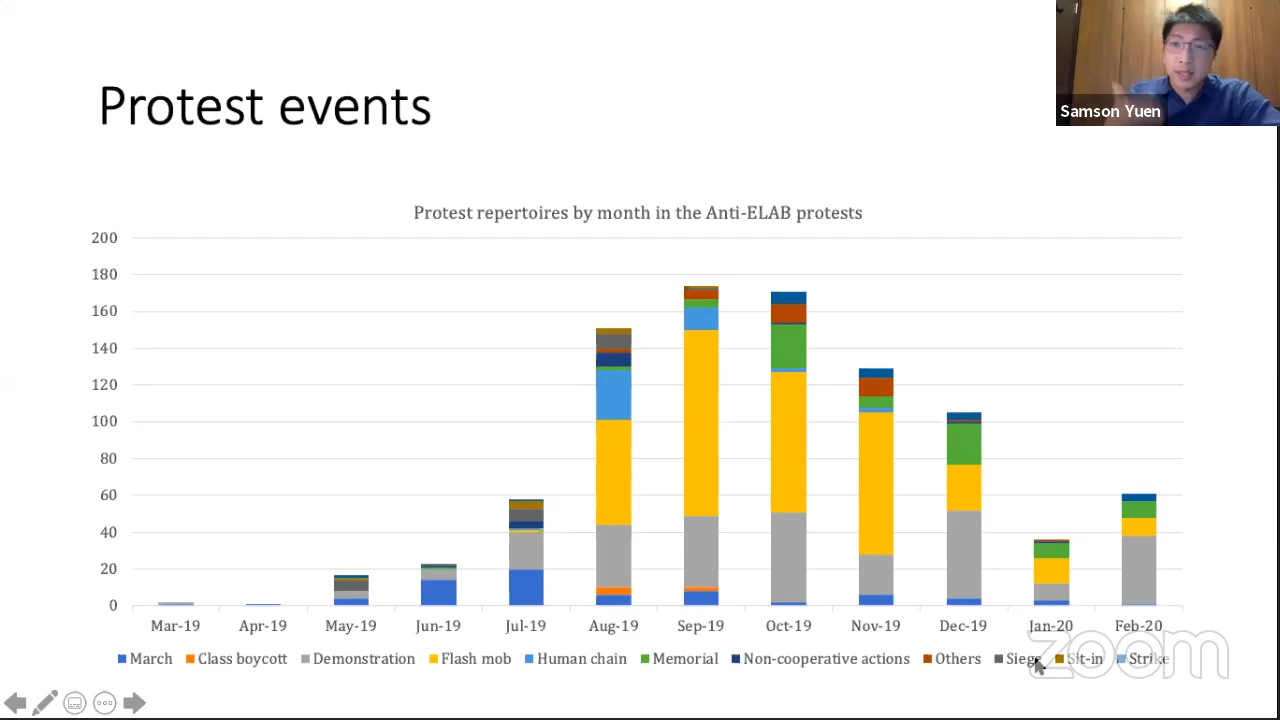 Samson Yuen
Protest events
Protest repertoires by month in the Anti-ELAB protests
200
180
160
140
120
100
80
60
40
20
0
Mar-19 Apr-19 May-19 Jun-19 Jul-19 Aug-19 Sep-19 Oct-19 Nov-19 Dec-19 Jan-20 Feb-20
March Class boycott Demonstration Flash mob Human chain Memorial Non-cooperative actions Others Siege Sit-in Strike
zoom